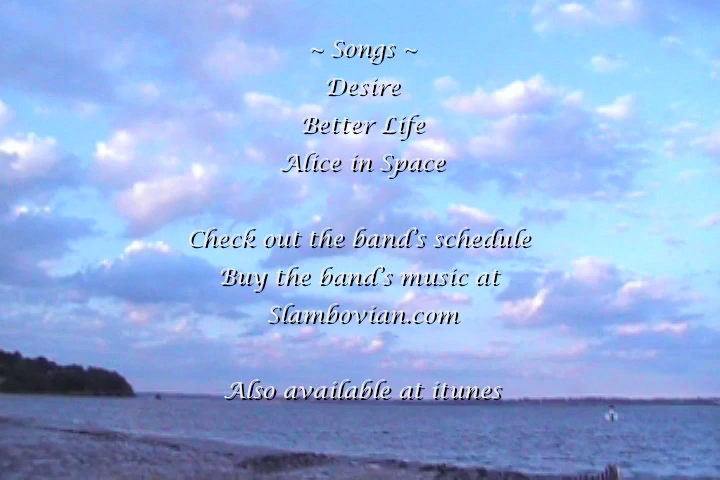 ~ Songs ~
Desire
Better Life
Alice in Space
Check out the band's schedule
Buy the band's music at
Slambovian.com
Also available at itunes